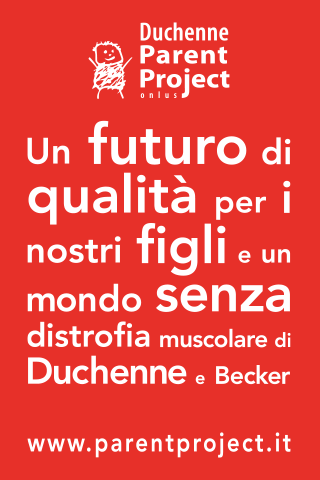 Duchenne
Parent
Project
onlus
Un futuro di
qualità per i
nostri figli e un
mondo senza
distrofia muscolare di
Duchenne e Becker
www.parentproject.it